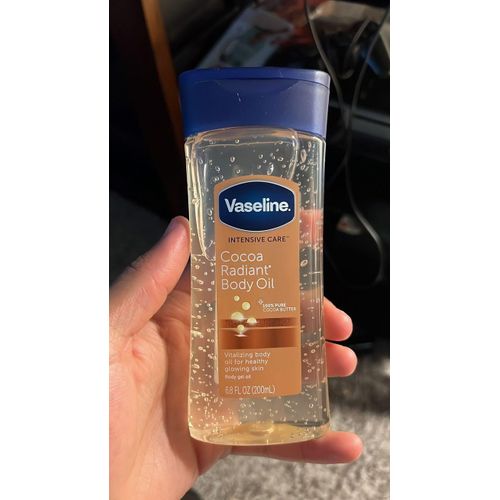 Vaseline.
INTENSIVE CARE™
Cocoa
Radiant®
Body Oil
+ 100% PURE
COCOA BUTTER
Vitalizing body
oil for healthy
glowing skin
Body gel oil
6.8 FL OZ (200mL)